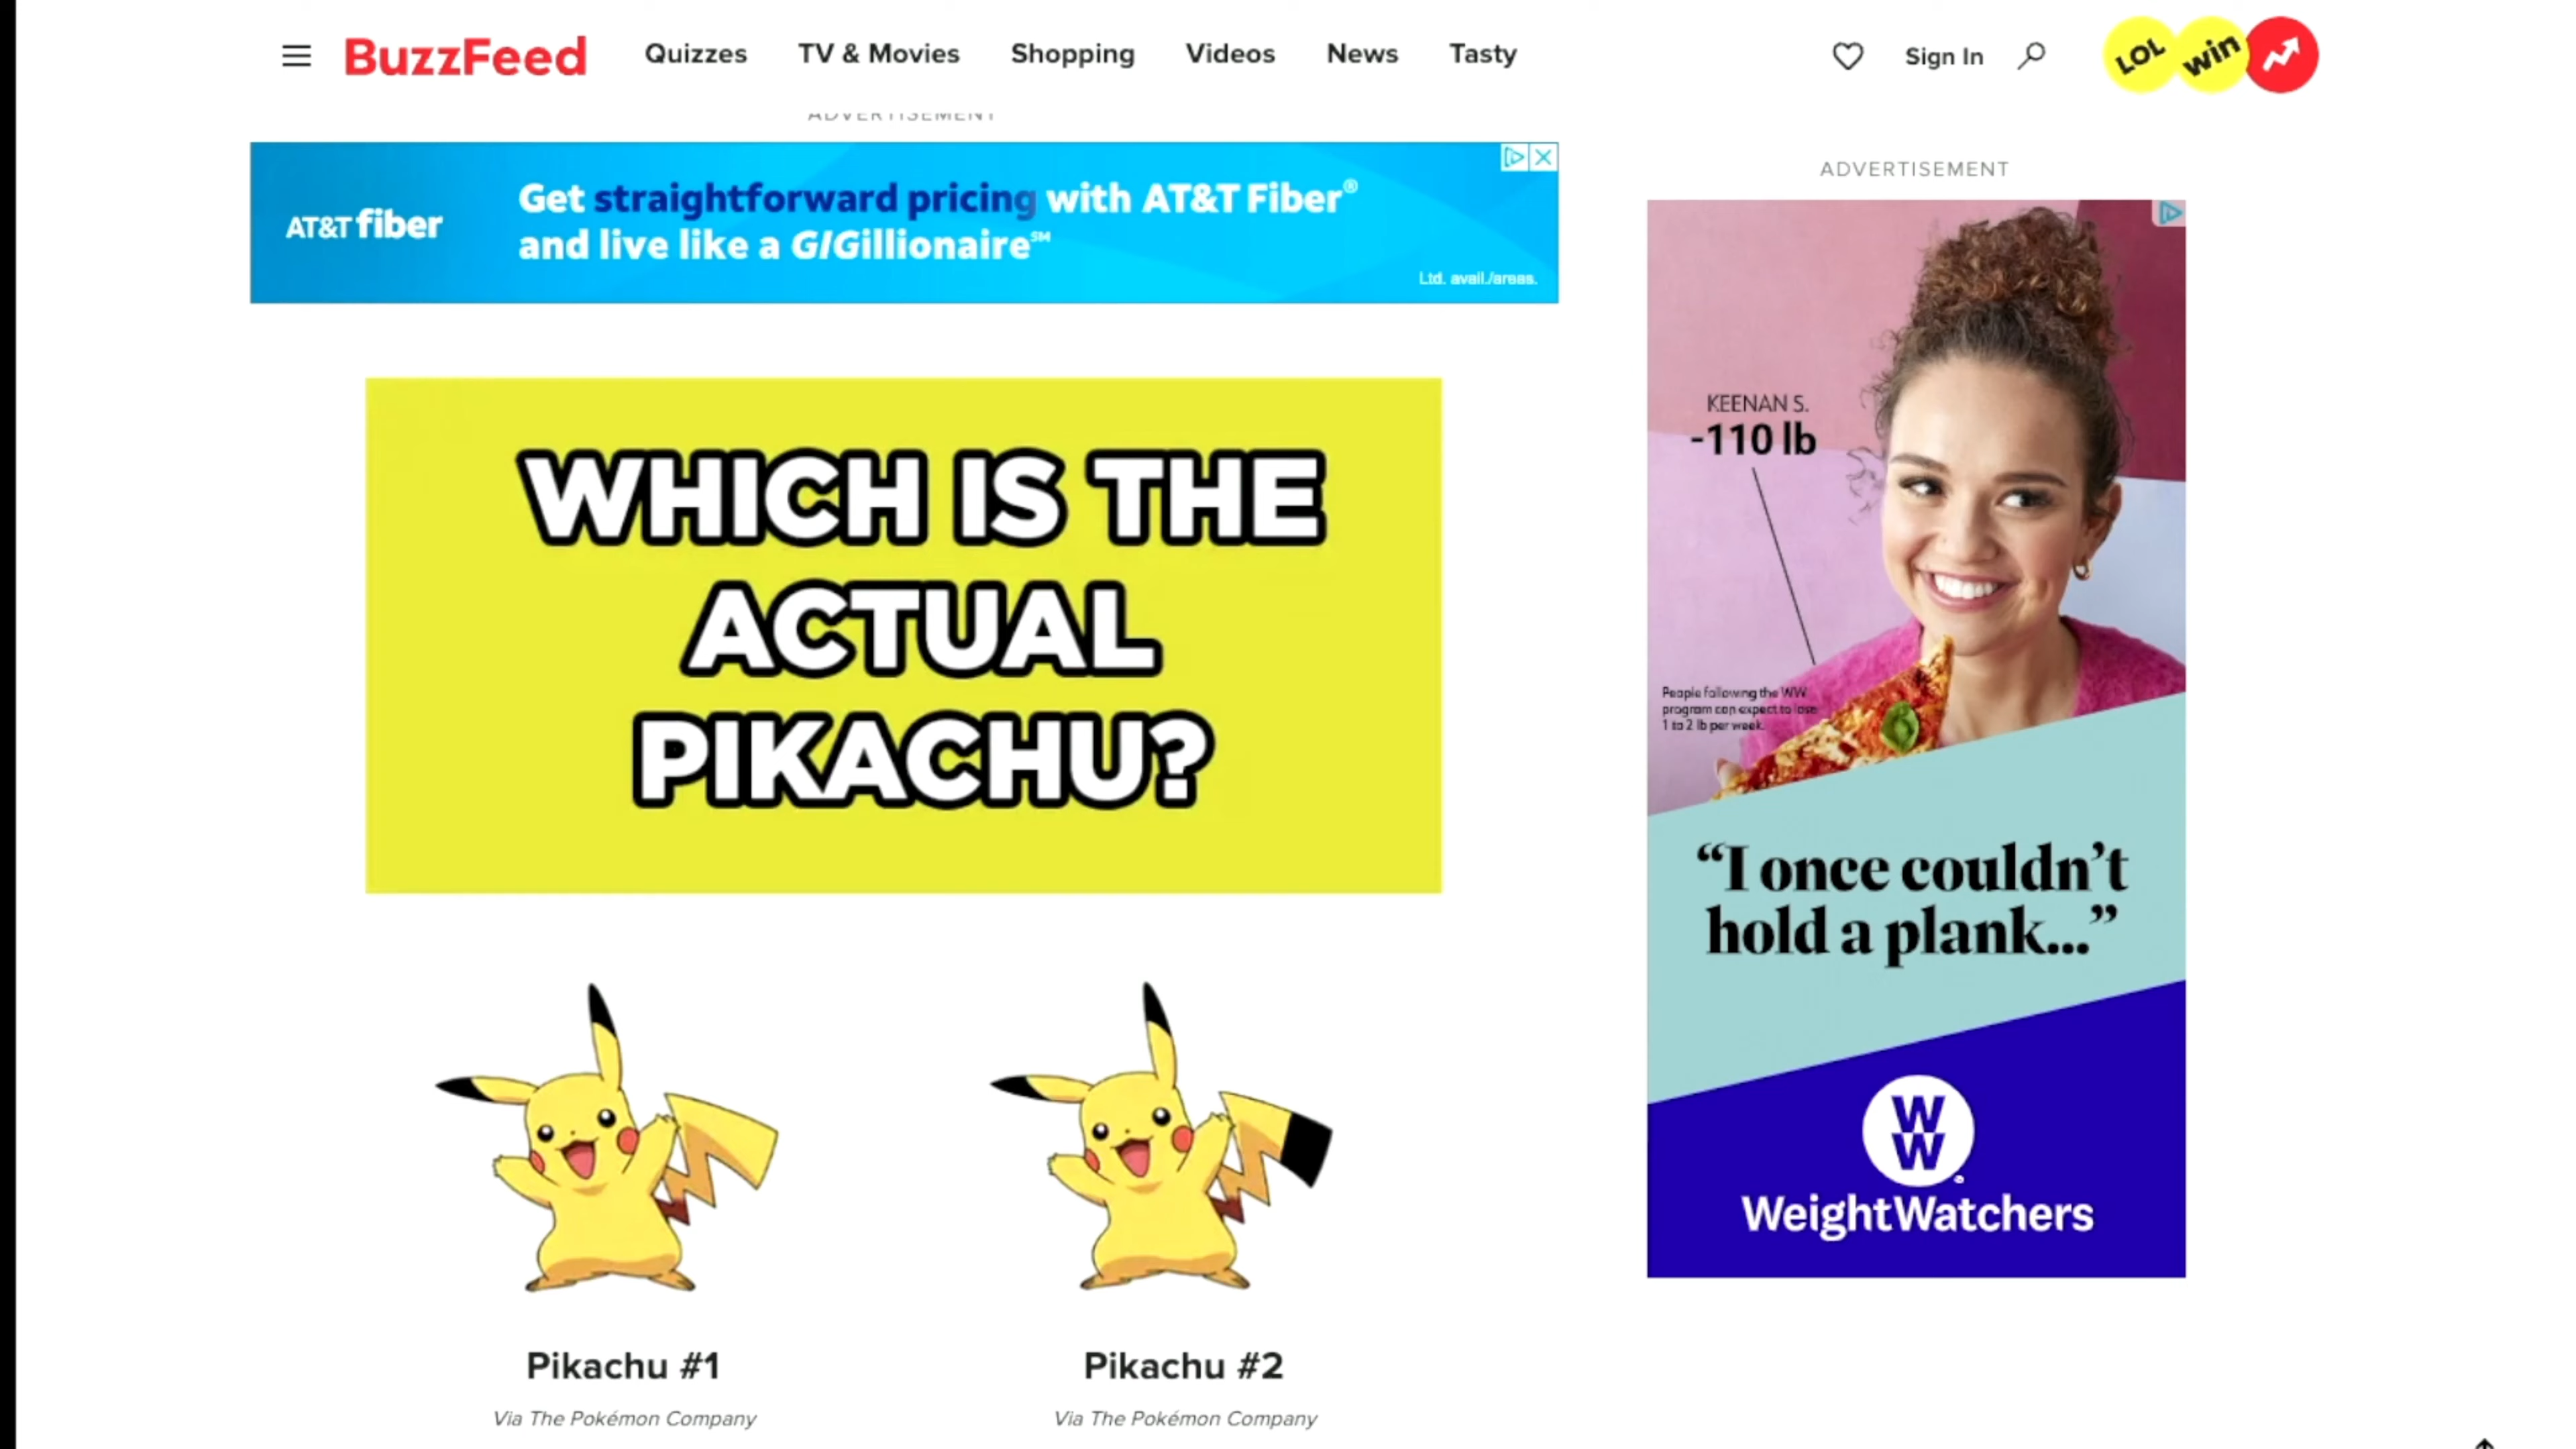 BuzzFeed
Quizzes
TV & Movies
Shopping
Videos
News
Tasty
Sign In
LOL
win
ADVERTISEMENT
AT&T fiber
Get straightforward pricing with AT&T Fiber®
and live like a GIGillionaire℠
Ltd. avail./areas.
WHICH IS THE
ACTUAL
PIKACHU?
Pikachu #1
Via The Pokémon Company
Pikachu #2
Via The Pokémon Company
ADVERTISEMENT
KEENAN S.
-110 lb
People following the WW
program can expect to lose
1 to 2 lb per week.
“I once couldn’t
hold a plank...”
W
W
WeightWatchers